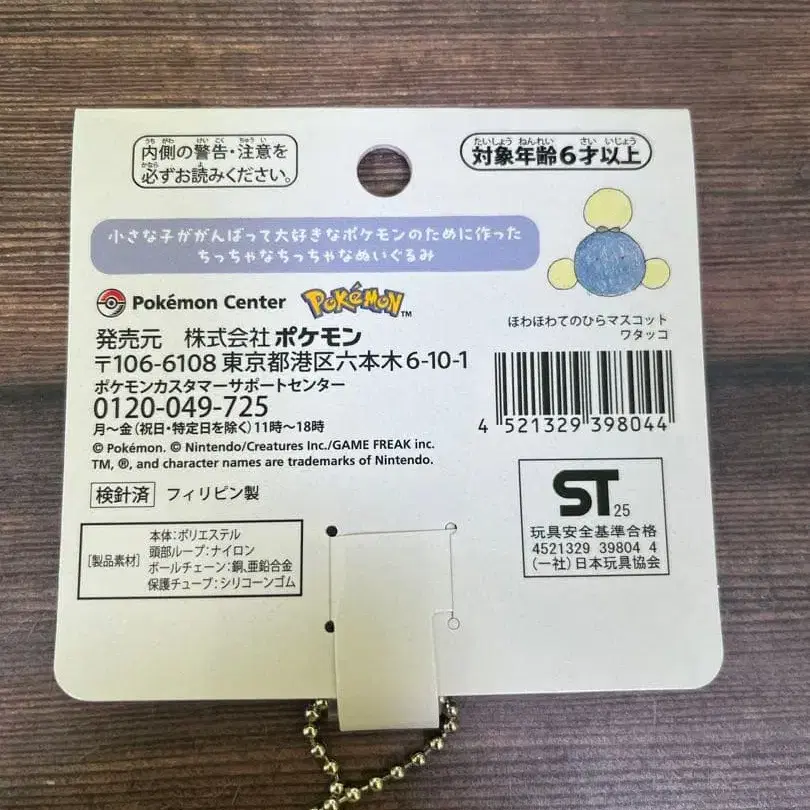 内側の警告・注意を
必ずお読みください。
対象年齢6才以上
小さな子ががんばって大好きなポケモンのために作った
ちっちゃなちっちゃなぬいぐるみ
Pokémon Center POKéMON™
発売元 株式会社ポケモン
〒106-6108 東京都港区六本木6-10-1
ポケモンカスタマーサポートセンター
0120-049-725
月～金(祝日・特定日を除く)11時～18時
© Pokémon. © Nintendo/Creatures Inc./GAME FREAK inc.
TM, ®, and character names are trademarks of Nintendo.
検針済 フィリピン製
[製品素材]
本体:ポリエステル
頭部ループ:ナイロン
ボールチェーン:銅、亜鉛合金
保護チューブ:シリコーンゴム
ほわほわてのひらマスコット
ワタッコ
4 521329 398044
ST 25
玩具安全基準合格
4521329 39804 4
(一社)日本玩具協会